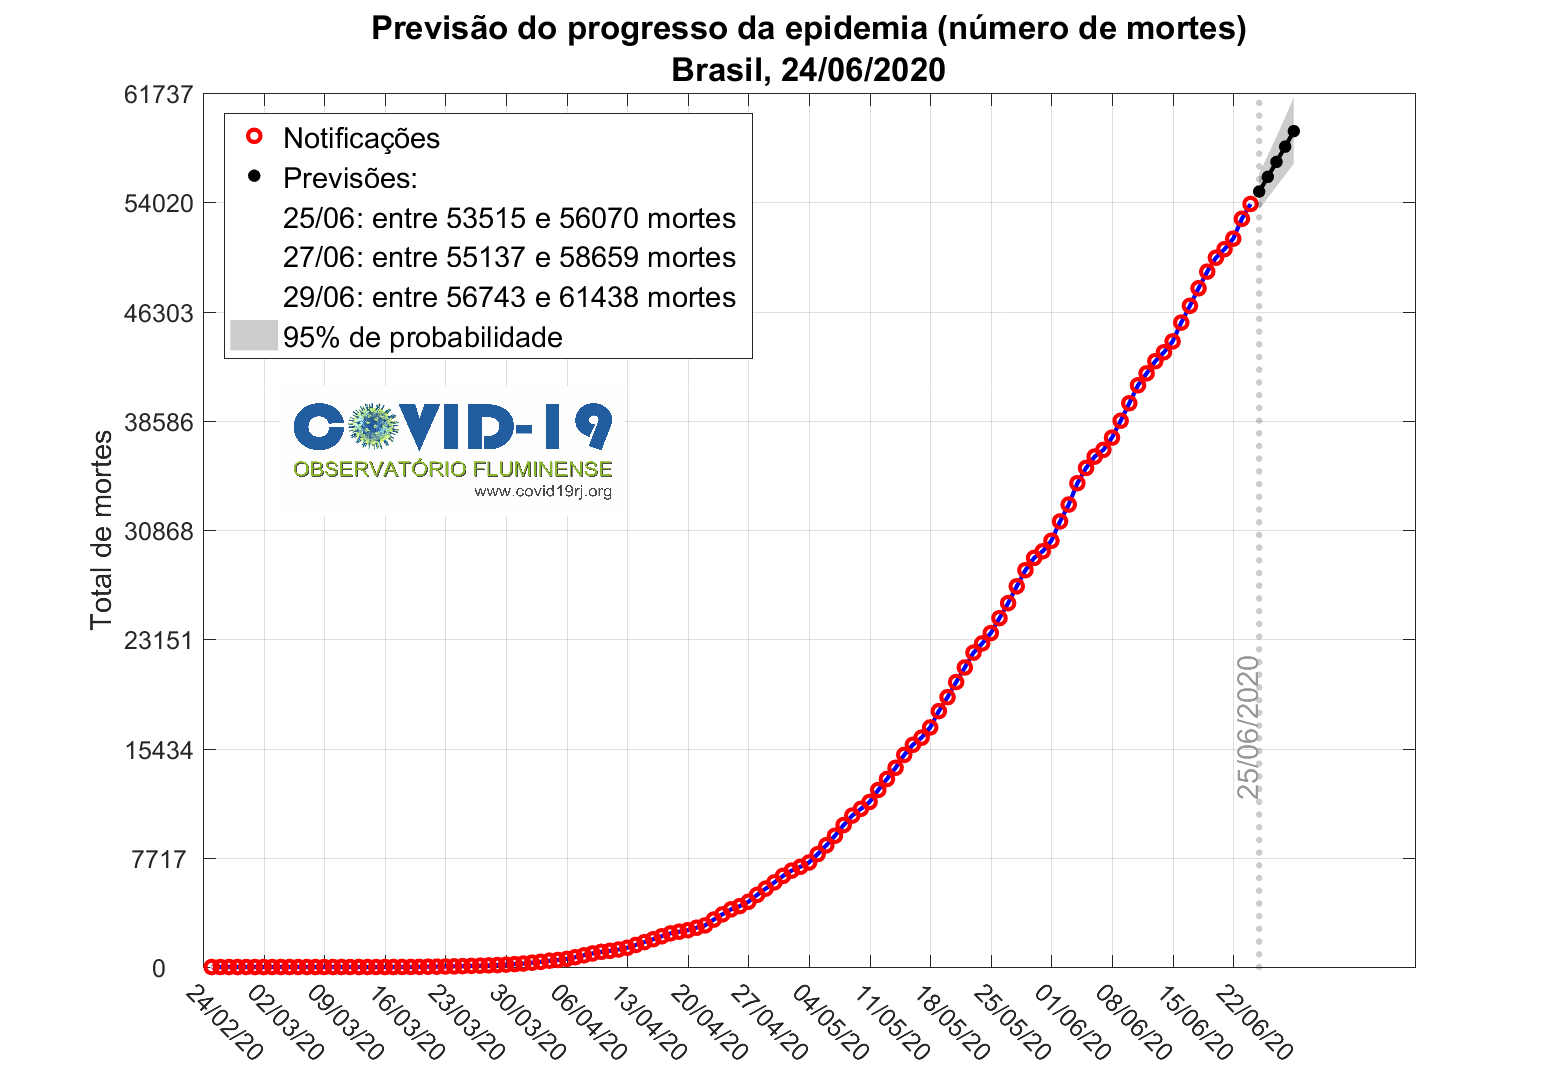 Previsão do progresso da epidemia (número de mortes)
Brasil, 24/06/2020
61737
54020
46303
38586
30868
23151
15434
7717
0
Total de mortes
Notificações
Previsões:
25/06: entre 53515 e 56070 mortes
27/06: entre 55137 e 58659 mortes
29/06: entre 56743 e 61438 mortes
95% de probabilidade
COVID-19
OBSERVATÓRIO FLUMINENSE
www.covid19rj.org
25/06/2020
24/02/20
02/03/20
09/03/20
16/03/20
23/03/20
30/03/20
06/04/20
13/04/20
20/04/20
27/04/20
04/05/20
11/05/20
18/05/20
25/05/20
01/06/20
08/06/20
15/06/20
22/06/20